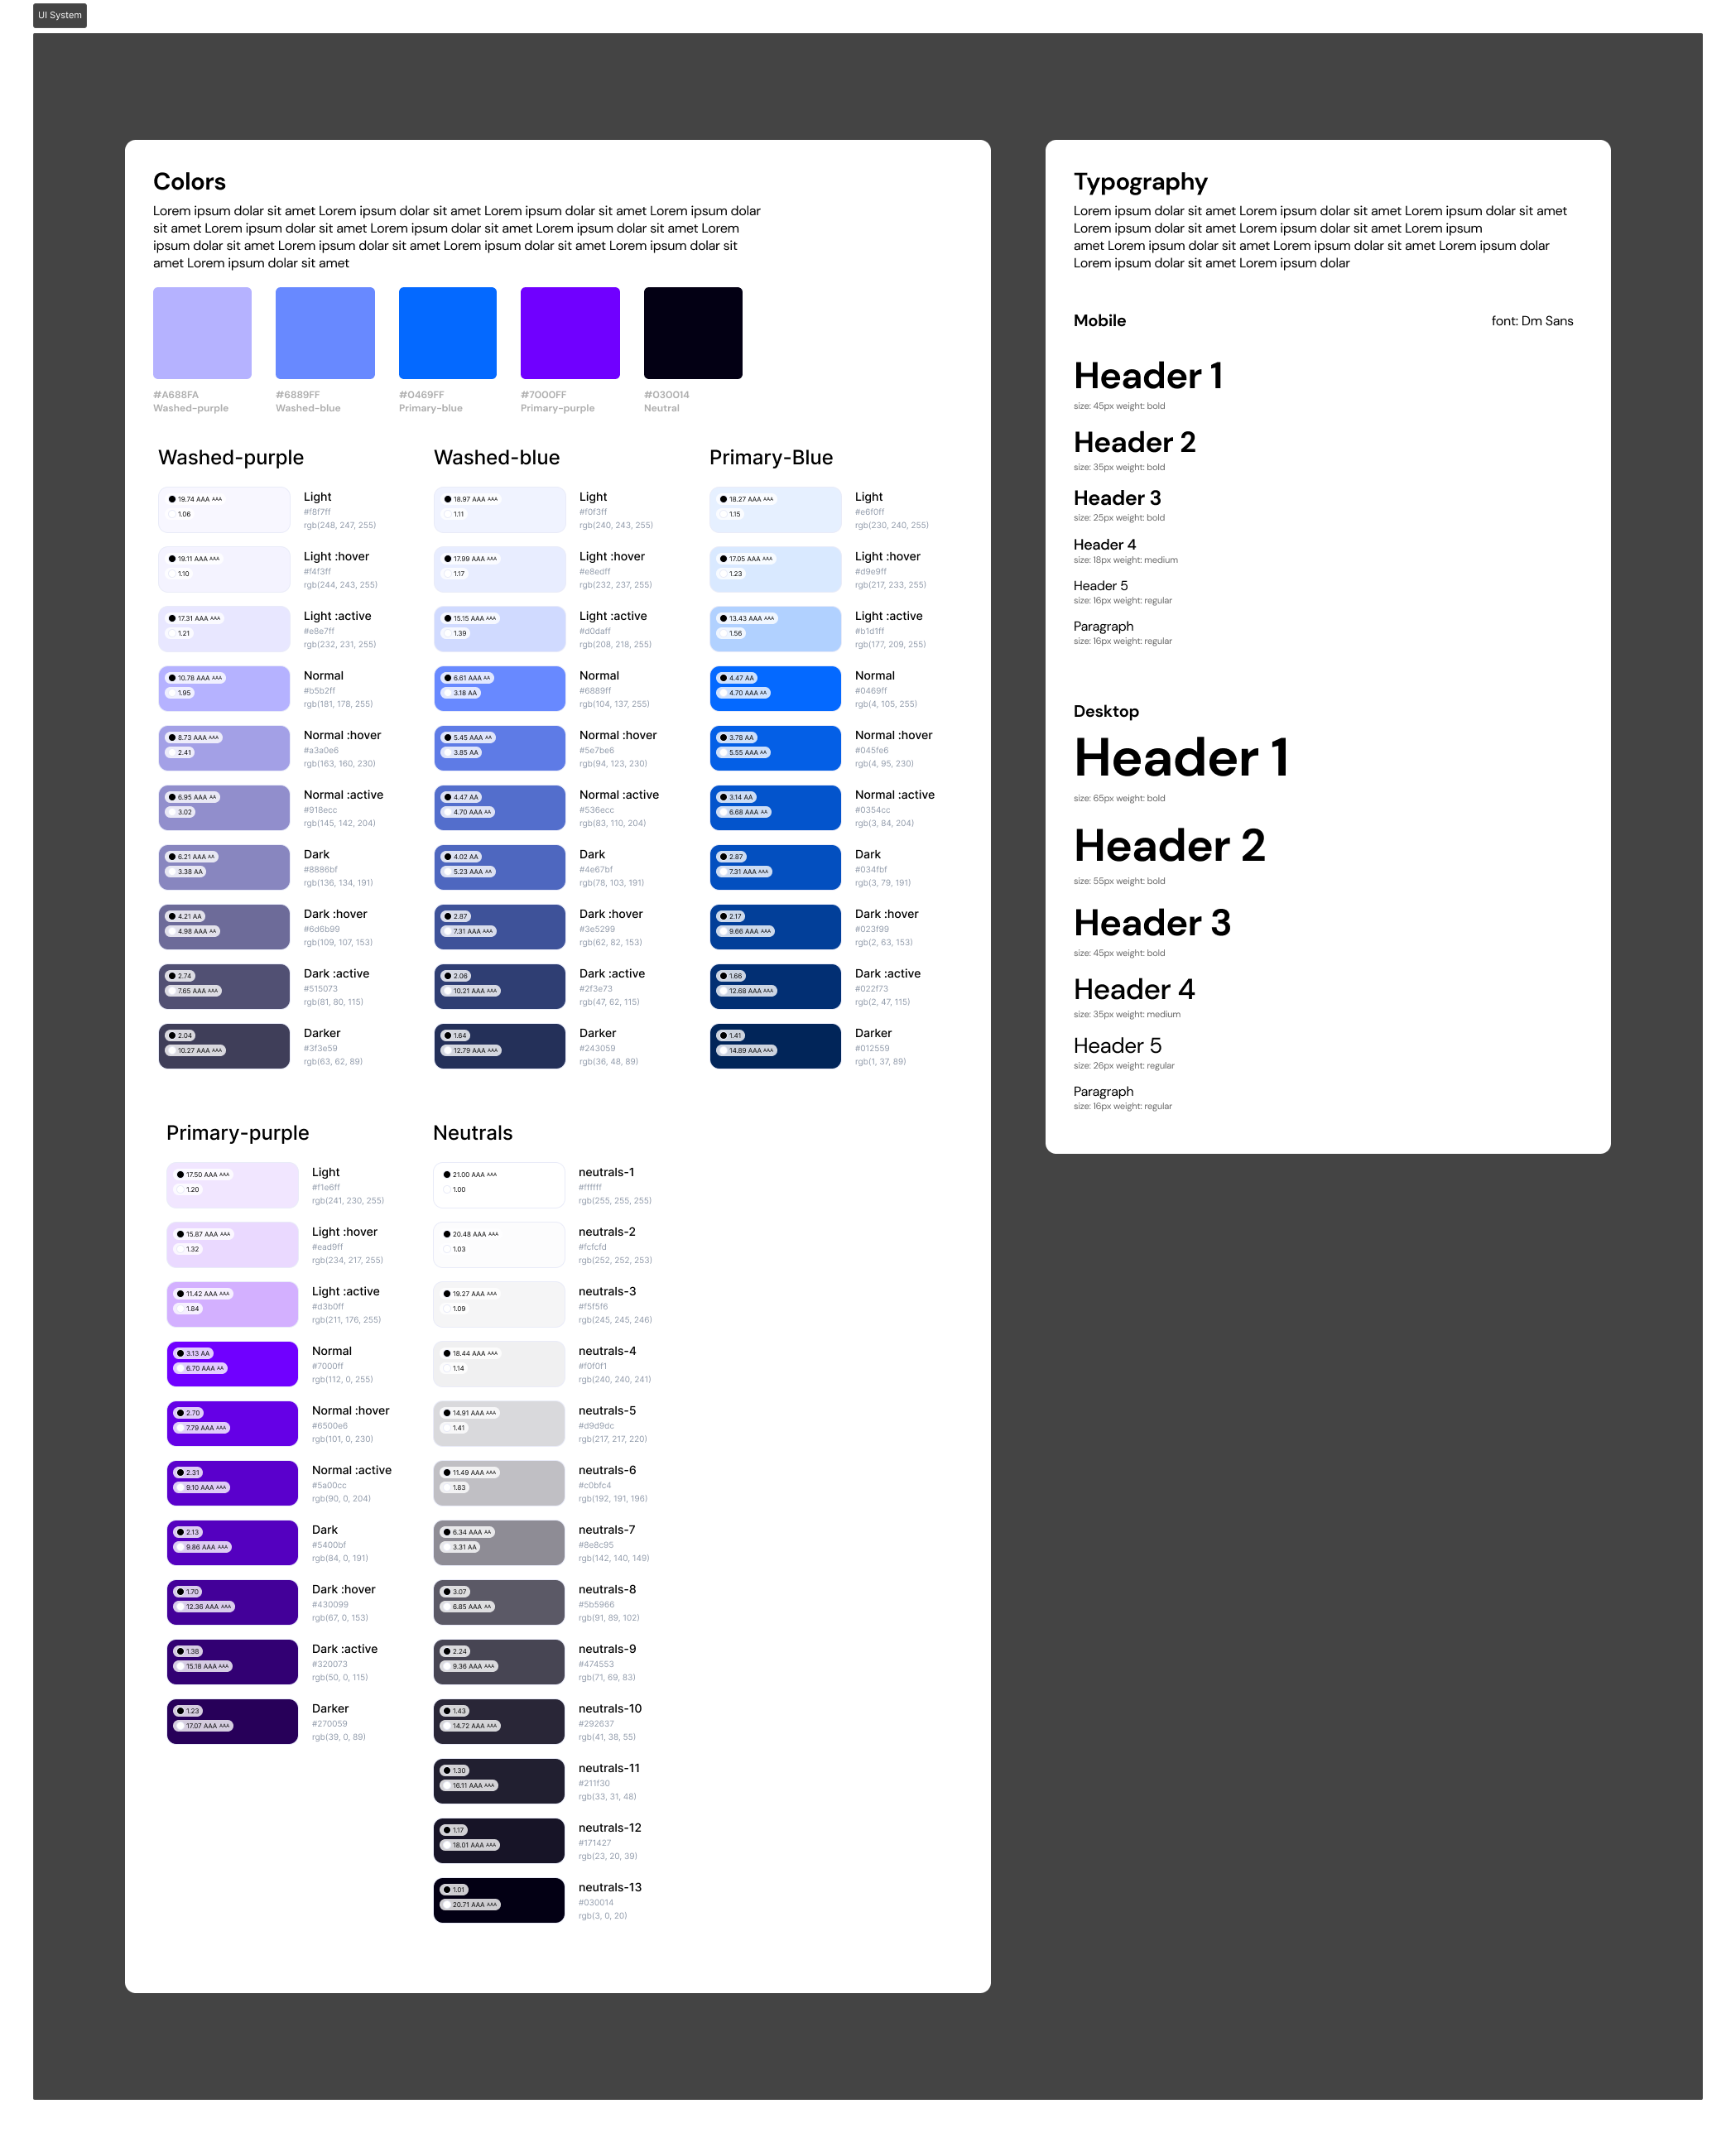 UI System
Colors
Lorem ipsum dolar sit amet Lorem ipsum dolar sit amet Lorem ipsum dolar sit amet Lorem ipsum dolar
sit amet Lorem ipsum dolar sit amet Lorem ipsum dolar sit amet Lorem ipsum dolar sit amet Lorem
ipsum dolar sit amet Lorem ipsum dolar sit amet Lorem ipsum dolar sit amet Lorem ipsum dolar sit
amet Lorem ipsum dolar sit amet
#A688FA
Washed-purple
#6889FF
Washed-blue
#0469FF
Primary-blue
#7000FF
Primary-purple
#030014
Neutral
Washed-purple
19.74 AAA AAA
1.06
Light
#f8f7ff
rgb(248, 247, 255)
19.11 AAA AAA
1.10
Light :hover
#f4f3ff
rgb(244, 243, 255)
17.31 AAA AAA
1.21
Light :active
#e8e7ff
rgb(232, 231, 255)
10.78 AAA AAA
1.95
Normal
#b5b2ff
rgb(181, 178, 255)
8.73 AAA AAA
2.41
Normal :hover
#a3a0e6
rgb(163, 160, 230)
6.95 AAA AA
3.02
Normal :active
#918ecc
rgb(145, 142, 204)
6.21 AAA AA
3.38 AA
Dark
#8886bf
rgb(136, 134, 191)
4.21 AA
4.98 AAA AA
Dark :hover
#6d6b99
rgb(109, 107, 153)
2.74
7.65 AAA AAA
Dark :active
#515073
rgb(81, 80, 115)
2.04
10.27 AAA AAA
Darker
#3f3e59
rgb(63, 62, 89)
Washed-blue
18.97 AAA AAA
1.11
Light
#f0f3ff
rgb(240, 243, 255)
17.99 AAA AAA
1.17
Light :hover
#e8edff
rgb(232, 237, 255)
15.15 AAA AAA
1.39
Light :active
#d0daff
rgb(208, 218, 255)
6.61 AAA AA
3.18 AA
Normal
#6889ff
rgb(104, 137, 255)
5.45 AAA AA
3.85 AA
Normal :hover
#5e7be6
rgb(94, 123, 230)
4.47 AA
4.70 AAA AA
Normal :active
#536ecc
rgb(83, 110, 204)
4.02 AA
5.23 AAA AA
Dark
#4e67bf
rgb(78, 103, 191)
2.87
7.31 AAA AAA
Dark :hover
#3e5299
rgb(62, 82, 153)
2.06
10.21 AAA AAA
Dark :active
#2f3e73
rgb(47, 62, 115)
1.64
12.79 AAA AAA
Darker
#243059
rgb(36, 48, 89)
Primary-Blue
18.27 AAA AAA
1.15
Light
#e6f0ff
rgb(230, 240, 255)
17.05 AAA AAA
1.23
Light :hover
#d9e9ff
rgb(217, 233, 255)
13.43 AAA AAA
1.56
Light :active
#b1d1ff
rgb(177, 209, 255)
4.47 AA
4.70 AAA AA
Normal
#0469ff
rgb(4, 105, 255)
3.78 AA
5.55 AAA AA
Normal :hover
#045fe6
rgb(4, 95, 230)
3.14 AA
6.68 AAA AA
Normal :active
#0354cc
rgb(3, 84, 204)
2.87
7.31 AAA AAA
Dark
#034fbf
rgb(3, 79, 191)
2.17
9.66 AAA AAA
Dark :hover
#023f99
rgb(2, 63, 153)
1.66
12.68 AAA AAA
Dark :active
#022f73
rgb(2, 47, 115)
1.41
14.89 AAA AAA
Darker
#012559
rgb(1, 37, 89)
Primary-purple
17.50 AAA AAA
1.20
Light
#f1e6ff
rgb(241, 230, 255)
15.87 AAA AAA
1.32
Light :hover
#ead9ff
rgb(234, 217, 255)
11.42 AAA AAA
1.84
Light :active
#d3b0ff
rgb(211, 176, 255)
3.13 AA
6.70 AAA AA
Normal
#7000ff
rgb(112, 0, 255)
2.70
7.79 AAA AAA
Normal :hover
#6500e6
rgb(101, 0, 230)
2.31
9.10 AAA AAA
Normal :active
#5a00cc
rgb(90, 0, 204)
2.13
9.86 AAA AAA
Dark
#5400bf
rgb(84, 0, 191)
1.70
12.36 AAA AAA
Dark :hover
#430099
rgb(67, 0, 153)
1.38
15.18 AAA AAA
Dark :active
#320073
rgb(50, 0, 115)
1.23
17.07 AAA AAA
Darker
#270059
rgb(39, 0, 89)
Neutrals
21.00 AAA AAA
1.00
neutrals-1
#ffffff
rgb(255, 255, 255)
20.48 AAA AAA
1.03
neutrals-2
#fcfcfd
rgb(252, 252, 253)
19.27 AAA AAA
1.09
neutrals-3
#f5f5f6
rgb(245, 245, 246)
18.44 AAA AAA
1.14
neutrals-4
#f0f0f1
rgb(240, 240, 241)
14.91 AAA AAA
1.41
neutrals-5
#d9d9dc
rgb(217, 217, 220)
11.49 AAA AAA
1.83
neutrals-6
#c0bfc4
rgb(192, 191, 196)
6.34 AAA AA
3.31 AA
neutrals-7
#8e8c95
rgb(142, 140, 149)
3.07
6.85 AAA AA
neutrals-8
#5b5966
rgb(91, 89, 102)
2.24
9.36 AAA AAA
neutrals-9
#474553
rgb(71, 69, 83)
1.43
14.72 AAA AAA
neutrals-10
#292637
rgb(41, 38, 55)
1.30
16.11 AAA AAA
neutrals-11
#211f30
rgb(33, 31, 48)
1.17
18.01 AAA AAA
neutrals-12
#171427
rgb(23, 20, 39)
1.01
20.71 AAA AAA
neutrals-13
#030014
rgb(3, 0, 20)
Typography
Lorem ipsum dolar sit amet Lorem ipsum dolar sit amet Lorem ipsum dolar sit amet
Lorem ipsum dolar sit amet Lorem ipsum dolar sit amet Lorem ipsum
amet Lorem ipsum dolar sit amet Lorem ipsum dolar sit amet Lorem ipsum dolar
Lorem ipsum dolar sit amet Lorem ipsum dolar
Mobile
font: Dm Sans
Header 1
size: 45px weight: bold
Header 2
size: 35px weight: bold
Header 3
size: 25px weight: bold
Header 4
size: 18px weight: medium
Header 5
size: 16px weight: regular
Paragraph
size: 16px weight: regular
Desktop
Header 1
size: 65px weight: bold
Header 2
size: 55px weight: bold
Header 3
size: 45px weight: bold
Header 4
size: 35px weight: medium
Header 5
size: 26px weight: regular
Paragraph
size: 16px weight: regular